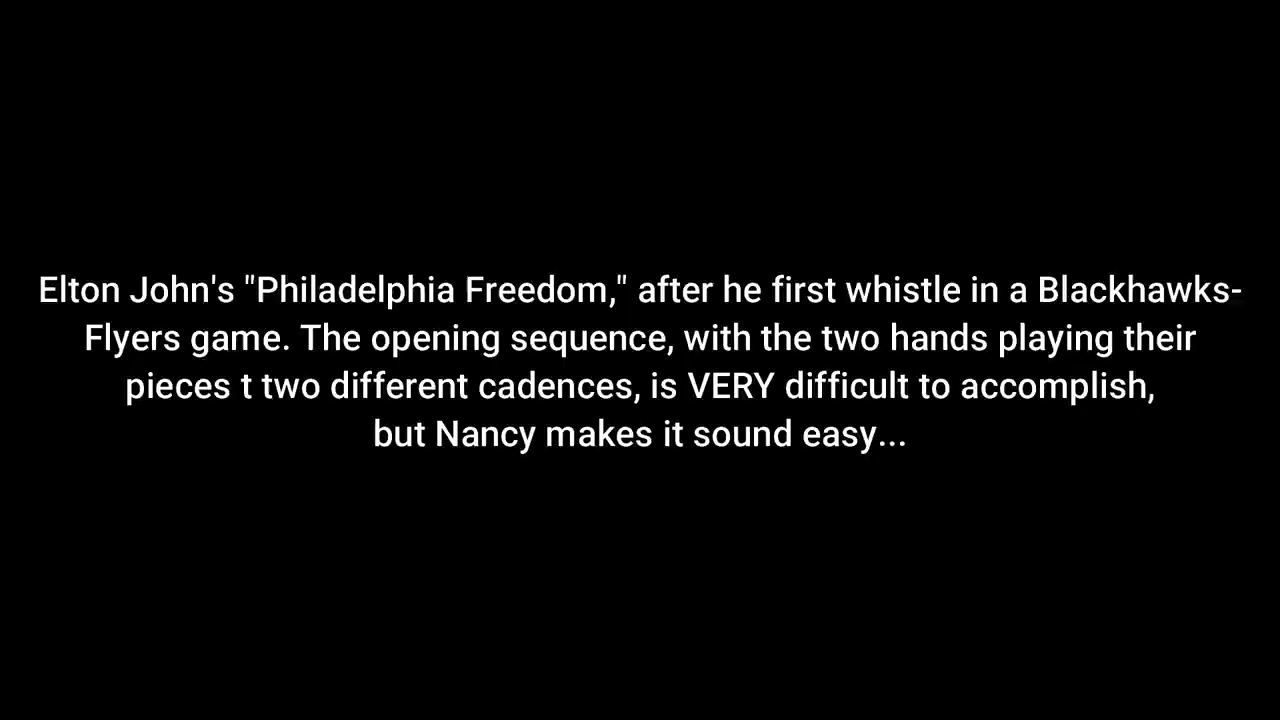 Elton John's "Philadelphia Freedom," after he first whistle in a Blackhawks-
Flyers game. The opening sequence, with the two hands playing their
pieces t two different cadences, is VERY difficult to accomplish,
but Nancy makes it sound easy...